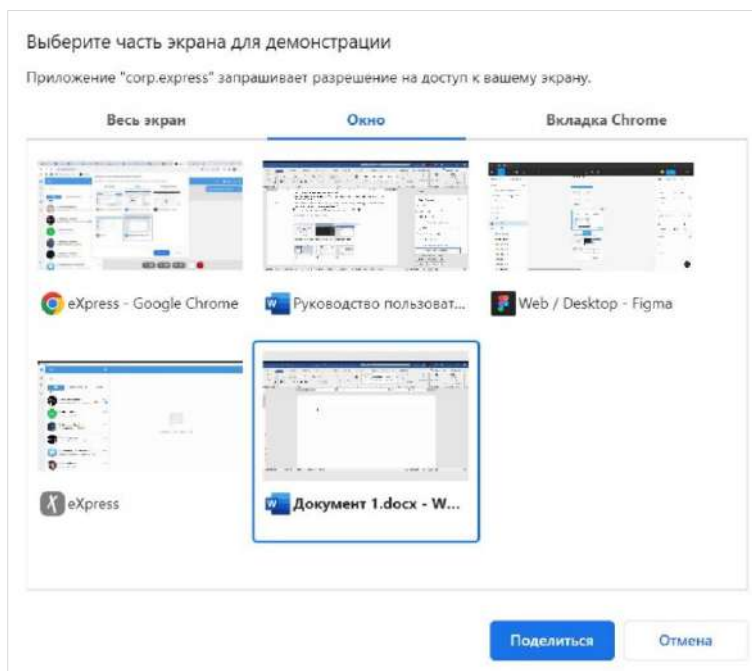 Выберите часть экрана для демонстрации
Приложение "corp.express" запрашивает разрешение на доступ к вашему экрану.
Весь экран
Окно
Вкладка Chrome
eXpress - Google Chrome
Руководство пользоват...
Web / Desktop - Figma
eXpress
Документ 1.docx - W...
Поделиться
Отмена